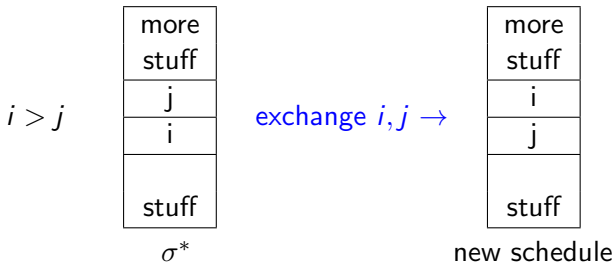 more
stuff
j
i
stuff
σ*
i > j
exchange i, j →
more
stuff
i
j
stuff
new schedule